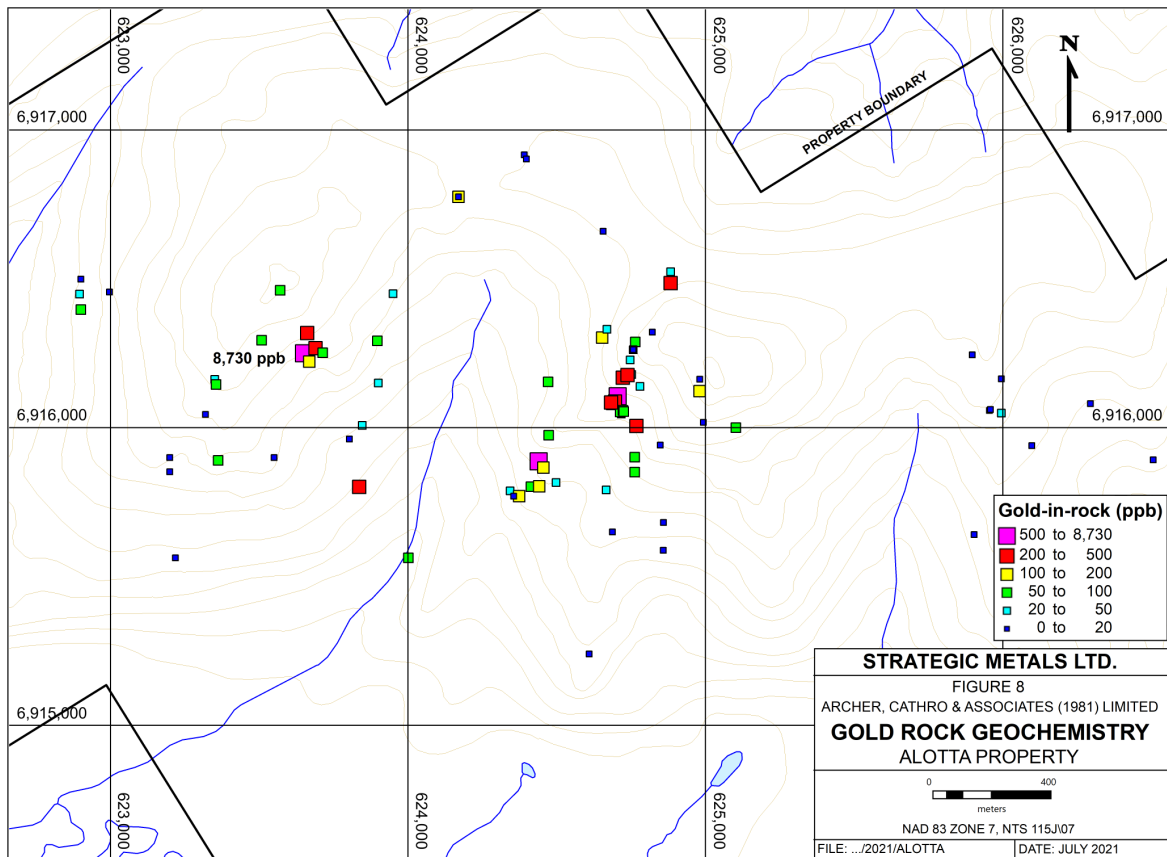 623,000
624,000
625,000
626,000
N
6,917,000
6,917,000
PROPERTY BOUNDARY
8,730 ppb
6,916,000
6,916,000
Gold-in-rock (ppb)
500 to 8,730
200 to 500
100 to 200
50 to 100
20 to 50
0 to 20
6,915,000
623,000
624,000
625,000
STRATEGIC METALS LTD.
FIGURE 8
ARCHER, CATHRO & ASSOCIATES (1981) LIMITED
GOLD ROCK GEOCHEMISTRY
ALOTTA PROPERTY
0 400
meters
NAD 83 ZONE 7, NTS 115J\07
FILE: .../2021/ALOTTA DATE: JULY 2021